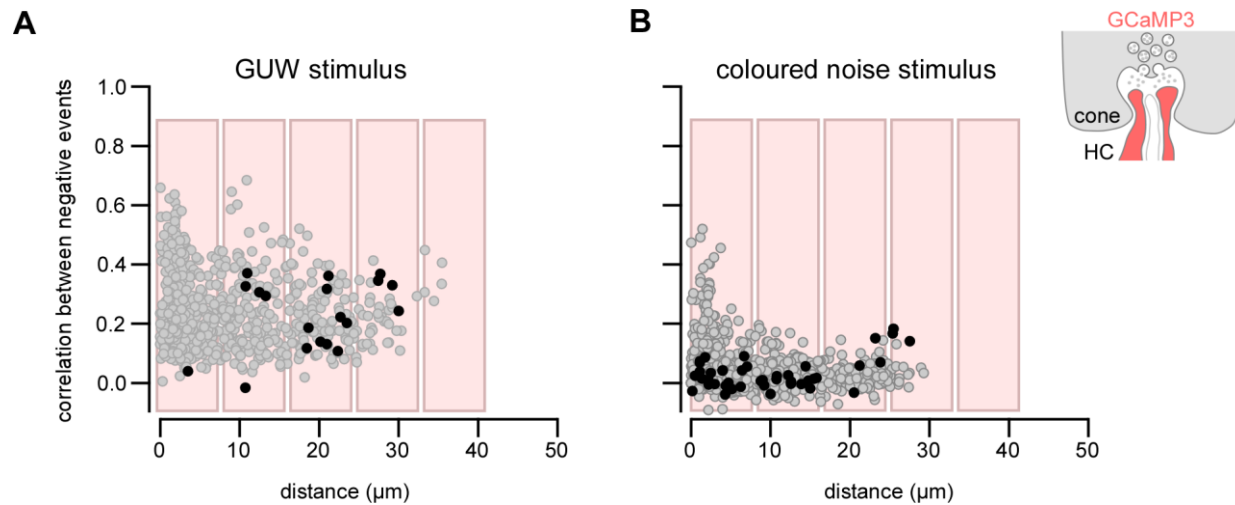 A
GUW stimulus
correlation between negative events
1.0
0.8
0.6
0.4
0.2
0.0
0 10 20 30 40 50
distance (µm)
B
coloured noise stimulus
0 10 20 30 40 50
distance (µm)
GCaMP3
cone
HC